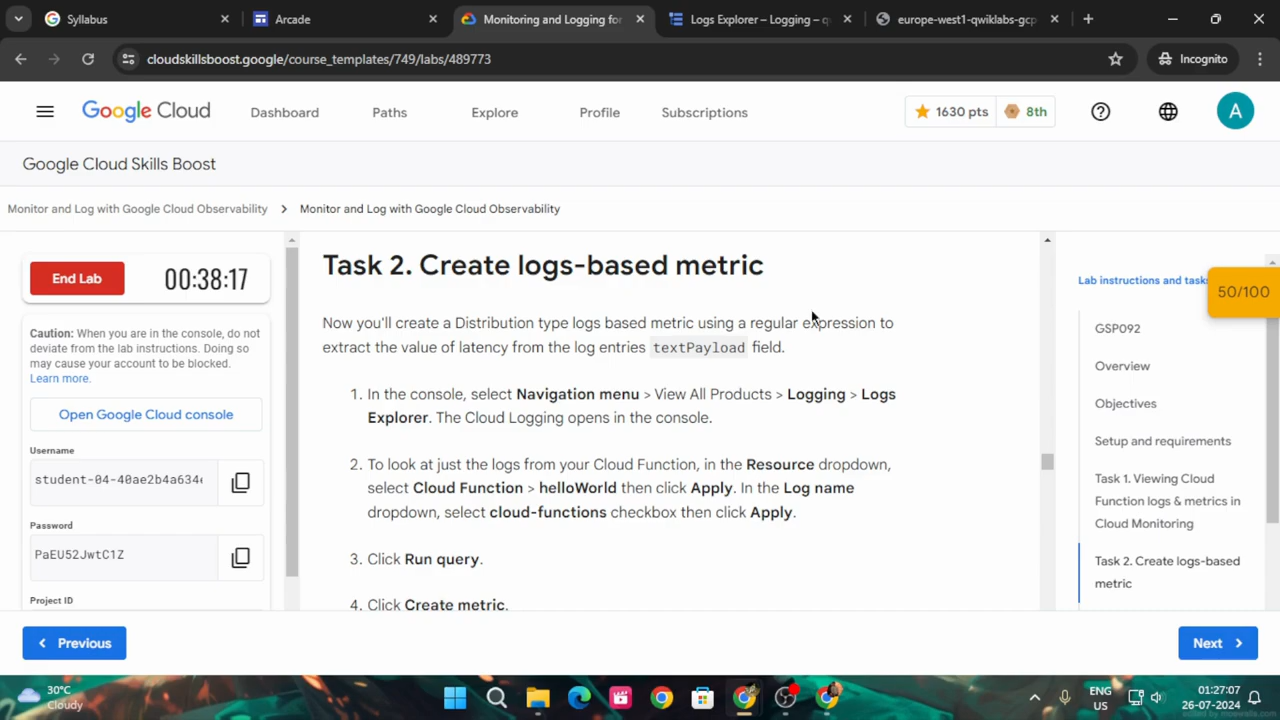 Syllabus
Arcade
Monitoring and Logging for
Logs Explorer – Logging – q
europe-west1-qwiklabs-gcp
cloudskillsboost.google/course_templates/749/labs/489773
Incognito
Google Cloud
Dashboard
Paths
Explore
Profile
Subscriptions
1630 pts
8th
A
Google Cloud Skills Boost
Monitor and Log with Google Cloud Observability
Monitor and Log with Google Cloud Observability
End Lab
00:38:17
Caution: When you are in the console, do not
deviate from the lab instructions. Doing so
may cause your account to be blocked.
Learn more.
Open Google Cloud console
Username
student-04-40ae2b4a634
Password
PaEU52JwtC1Z
Project ID
Task 2. Create logs-based metric
Now you'll create a Distribution type logs based metric using a regular expression to
extract the value of latency from the log entries textPayload field.
1. In the console, select Navigation menu > View All Products > Logging > Logs
Explorer. The Cloud Logging opens in the console.
2. To look at just the logs from your Cloud Function, in the Resource dropdown,
select Cloud Function > helloWorld then click Apply. In the Log name
dropdown, select cloud-functions checkbox then click Apply.
3. Click Run query.
4. Click Create metric.
Lab instructions and tasks
50/100
GSP092
Overview
Objectives
Setup and requirements
Task 1. Viewing Cloud
Function logs & metrics in
Cloud Monitoring
Task 2. Create logs-based
metric
Previous
Next
30°C
Cloudy
ENG
US
01:27:07
26-07-2024